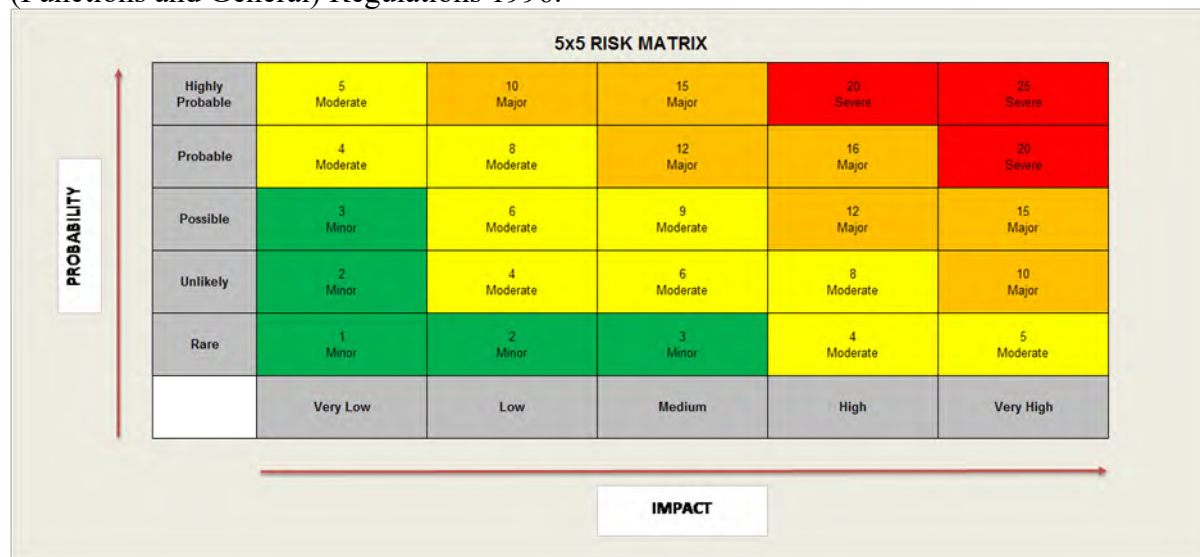 (Functions and General) Regulations 1996.
5x5 RISK MATRIX
Highly
Probable
5
Moderate
10
Major
15
Major
20
Severe
25
Severe
Probable
4
Moderate
8
Moderate
12
Major
16
Major
20
Severe
PROBABILITY
Possible
3
Minor
6
Moderate
9
Moderate
12
Major
15
Major
Unlikely
2
Minor
4
Moderate
6
Moderate
8
Moderate
10
Major
Rare
1
Minor
2
Minor
3
Minor
4
Moderate
5
Moderate
Very Low
Low
Medium
High
Very High
IMPACT